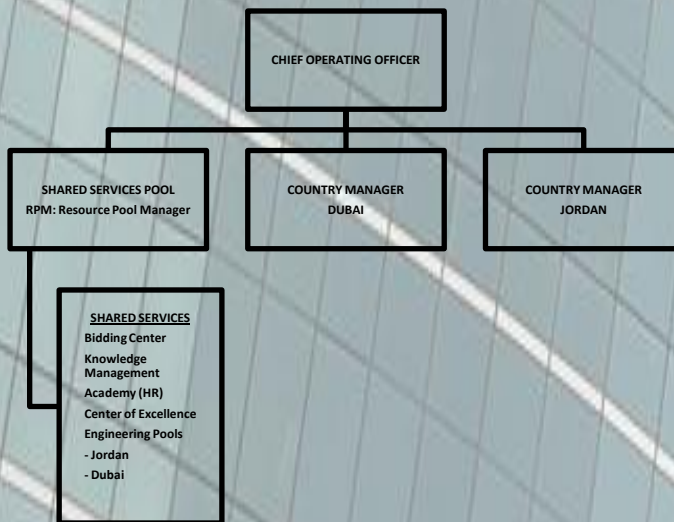 CHIEF OPERATING OFFICER
SHARED SERVICES POOL
RPM: Resource Pool Manager
COUNTRY MANAGER
DUBAI
COUNTRY MANAGER
JORDAN
SHARED SERVICES
Bidding Center
Knowledge
Management
Academy (HR)
Center of Excellence
Engineering Pools
- Jordan
- Dubai